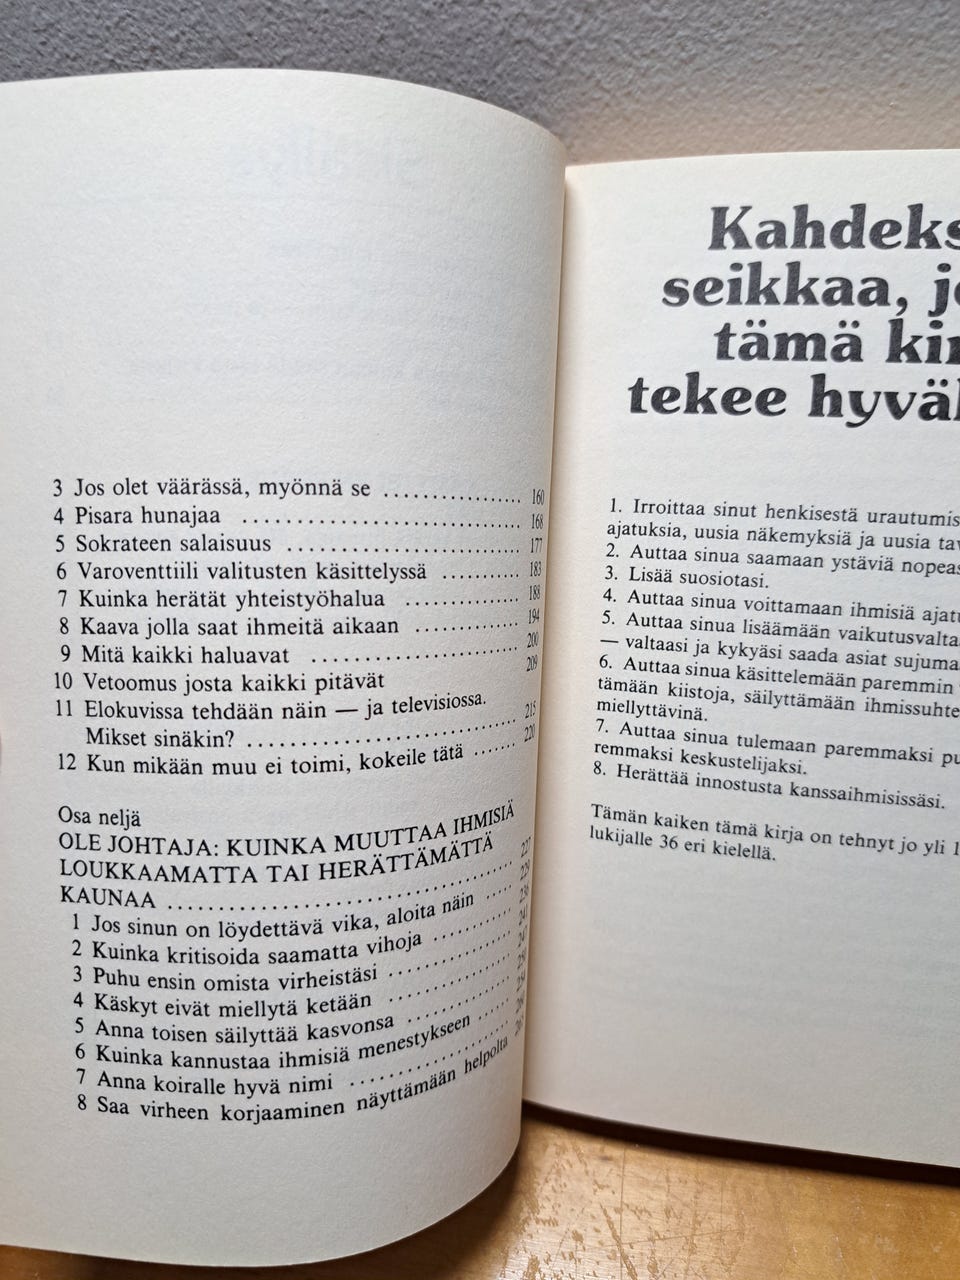 3 Jos olet väärässä, myönnä se ..................... 160
4 Pisara hunajaa ..................... 168
5 Sokrateen salaisuus ..................... 177
6 Varoventtiili valitusten käsittelyssä ............ 183
7 Kuinka herätät yhteistyöhalua .................. 188
8 Kaava jolla saat ihmeitä aikaan ................ 194
9 Mitä kaikki haluavat ..................... 200
10 Vetoomus josta kaikki pitävät 209
11 Elokuvissa tehdään näin — ja televisiossa.
Mikset sinäkin? ..................... 215
12 Kun mikään muu ei toimi, kokeile tätä ....... 220
Osa neljä
OLE JOHTAJA: KUINKA MUUTTAA IHMISIÄ
LOUKKAAMATTA TAI HERÄTTÄMÄTTÄ
KAUNAA ..................... 227
1 Jos sinun on löydettävä vika, aloita näin ..... 229
2 Kuinka kritisoida saamatta vihoja ............ 236
3 Puhu ensin omista virheistäsi ................. 241
4 Käskyt eivät miellytä ketään .................. 247
5 Anna toisen säilyttää kasvonsa ............... 250
6 Kuinka kannustaa ihmisiä menestykseen ...... 254
7 Anna koiralle hyvä nimi .....................
8 Saa virheen korjaaminen näyttämään helpolta
Kahdeks
seikkaa, jo
tämä kir
tekee hyväk
1. Irroittaa sinut henkisestä urautumis
ajatuksia, uusia näkemyksiä ja uusia tav
2. Auttaa sinua saamaan ystäviä nopeas
3. Lisää suosiotasi.
4. Auttaa sinua voittamaan ihmisiä ajatu
5. Auttaa sinua lisäämään vaikutusvalta
— valtaasi ja kykyäsi saada asiat sujuma
6. Auttaa sinua käsittelemään paremmin
tämään kiistoja, säilyttämään ihmissuhte
miellyttävinä.
7. Auttaa sinua tulemaan paremmaksi pu
remmaksi keskustelijaksi.
8. Herättää innostusta kanssaihmisissäsi.
Tämän kaiken tämä kirja on tehnyt jo yli 1
lukijalle 36 eri kielellä.